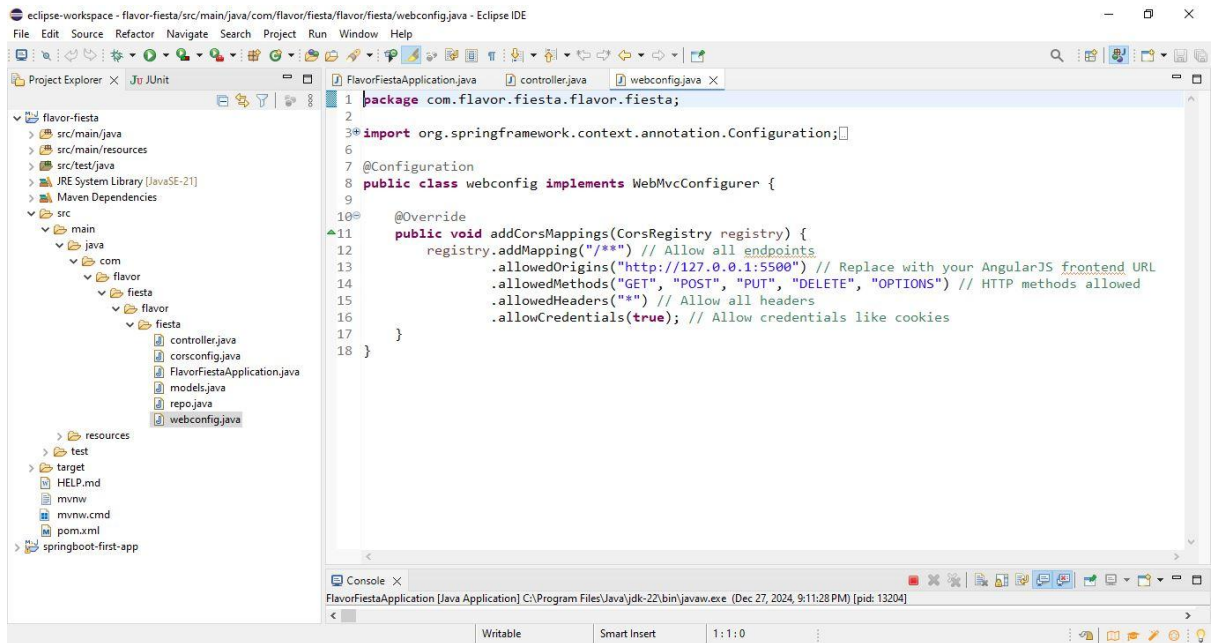 eclipse-workspace - flavor-fiesta/src/main/java/com/flavor/fiesta/flavor/fiesta/webconfig.java - Eclipse IDE
File Edit Source Refactor Navigate Search Project Run Window Help
Project Explorer JUnit
FlavorFiestaApplication.java controller.java webconfig.java
flavor-fiesta
src/main/java
src/main/resources
src/test/java
JRE System Library [JavaSE-21]
Maven Dependencies
src
main
java
com
flavor
fiesta
flavor
fiesta
controller.java
corsconfig.java
FlavorFiestaApplication.java
models.java
repo.java
webconfig.java
resources
test
target
HELP.md
mvnw
mvnw.cmd
pom.xml
springboot-first-app
1 package com.flavor.fiesta.flavor.fiesta;
2
3 import org.springframework.context.annotation.Configuration;
6
7 @Configuration
8 public class webconfig implements WebMvcConfigurer {
9
10 @Override
11 public void addCorsMappings(CorsRegistry registry) {
12 registry.addMapping("/**") // Allow all endpoints
13 .allowedOrigins("http://127.0.0.1:5500") // Replace with your AngularJS frontend URL
14 .allowedMethods("GET", "POST", "PUT", "DELETE", "OPTIONS") // HTTP methods allowed
15 .allowedHeaders("*") // Allow all headers
16 .allowCredentials(true); // Allow credentials like cookies
17 }
18 }
Console
FlavorFiestaApplication [Java Application] C:\Program Files\Java\jdk-22\bin\javaw.exe (Dec 27, 2024, 9:11:28 PM) [pid: 13204]
Writable Smart Insert 1:1:0